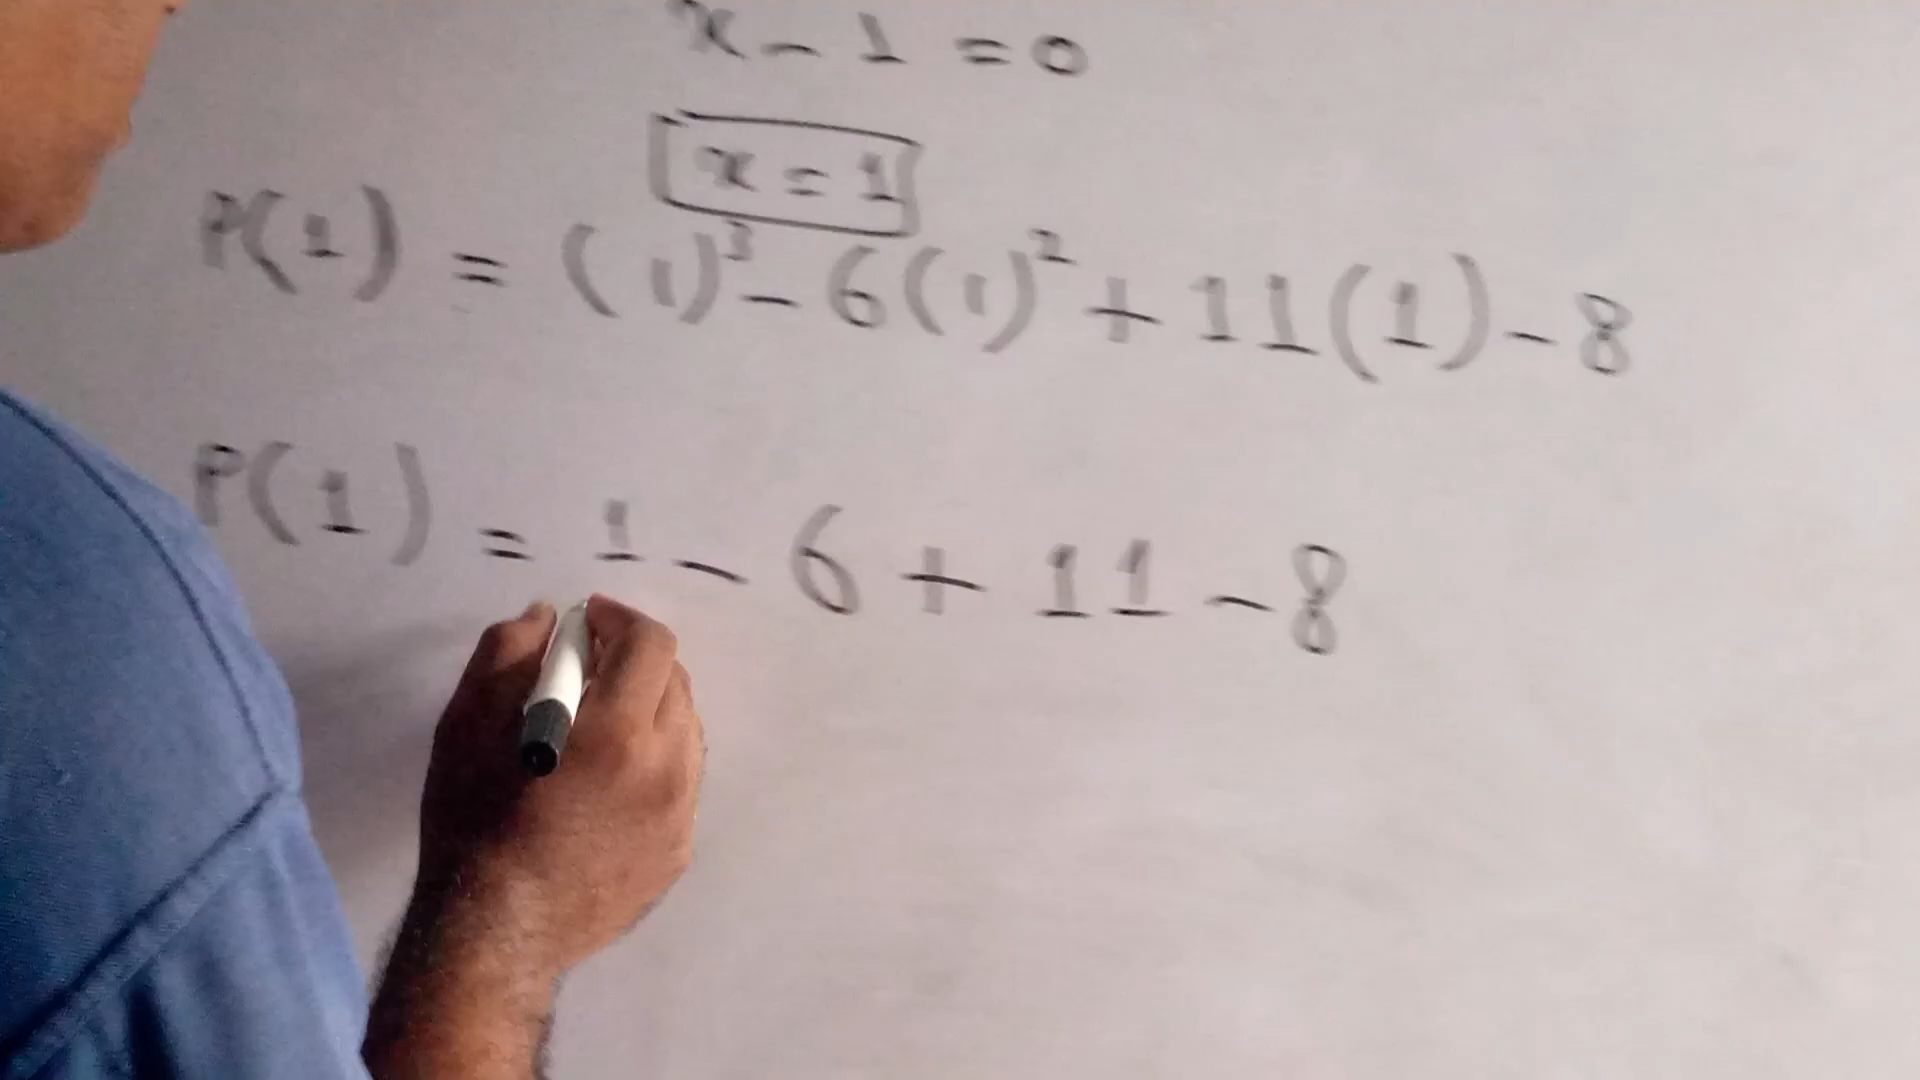 x - 1 = 0
x = 1
P(1) = (1)³ - 6(1)² + 11(1) - 8
P(1) = 1 - 6 + 11 - 8